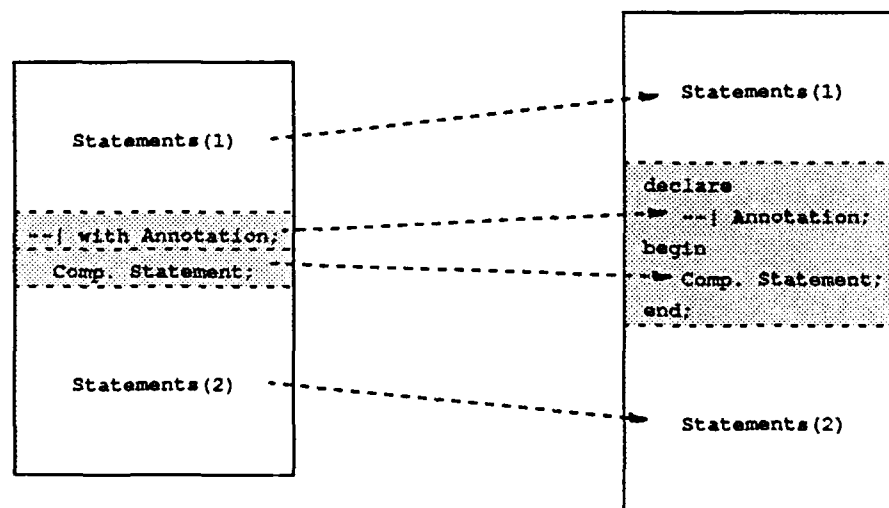 Statements(1)
--| with Annotation;
Comp. Statement;
Statements(2)
Statements(1)
declare
--| Annotation;
begin
Comp. Statement;
end;
Statements(2)